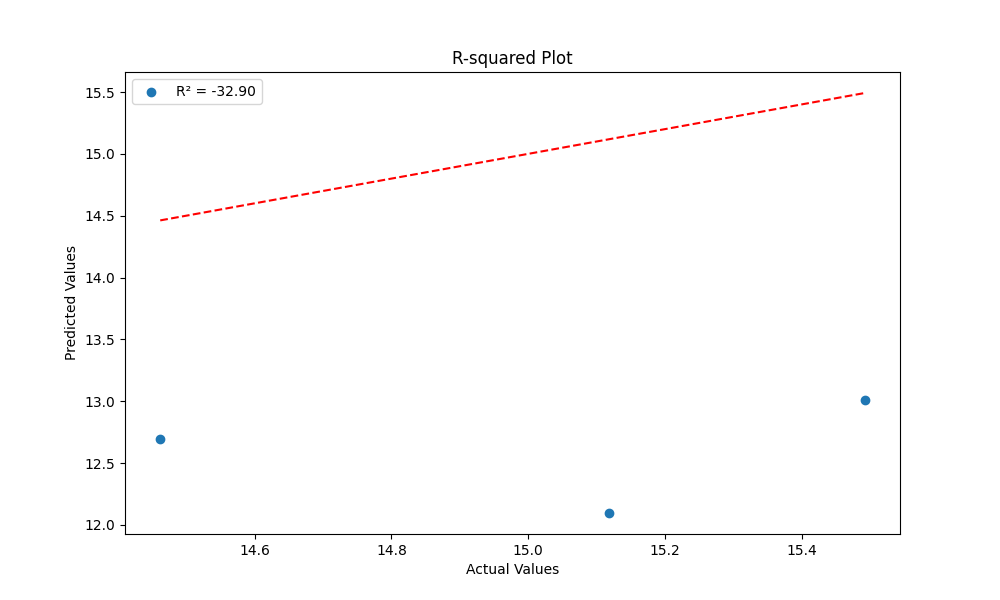 R-squared Plot
R² = -32.90
15.5
15.0
14.5
14.0
13.5
13.0
12.5
12.0
Predicted Values
14.6 14.8 15.0 15.2 15.4
Actual Values